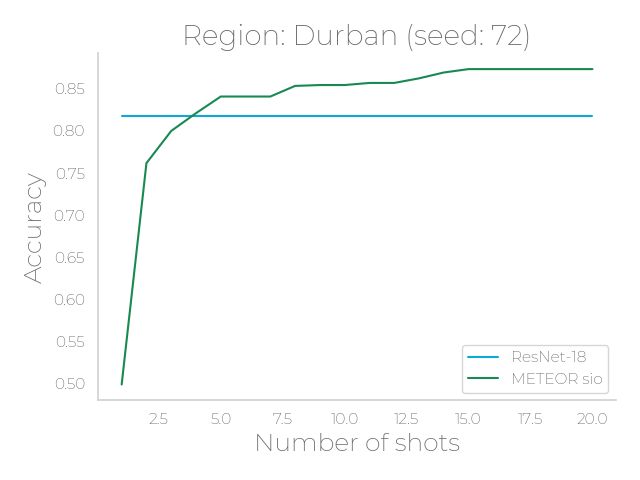 Region: Durban (seed: 72)
Accuracy
0.85
0.80
0.75
0.70
0.65
0.60
0.55
0.50
ResNet-18
METEOR sio
2.5 5.0 7.5 10.0 12.5 15.0 17.5 20.0
Number of shots